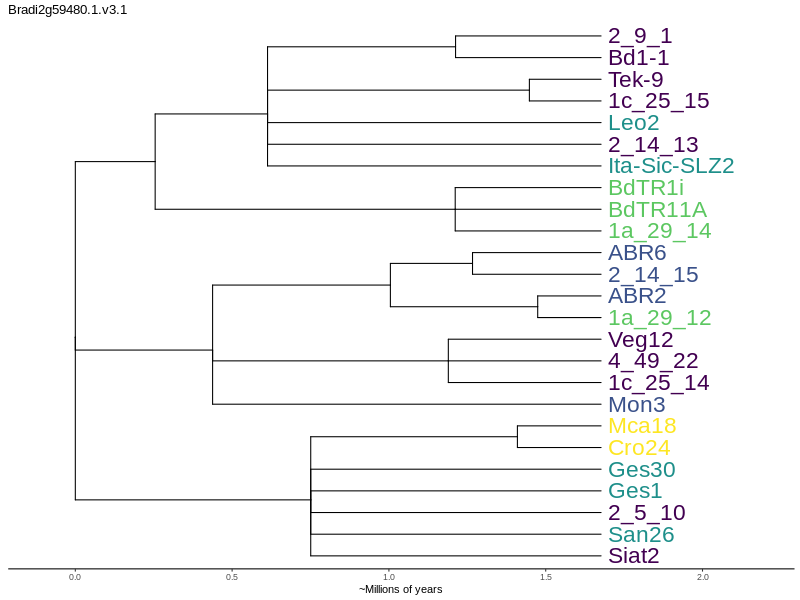 Bradi2g59480.1.v3.1
2_9_1
Bd1-1
Tek-9
1c_25_15
Leo2
2_14_13
Ita-Sic-SLZ2
BdTR1i
BdTR11A
1a_29_14
ABR6
2_14_15
ABR2
1a_29_12
Veg12
4_49_22
1c_25_14
Mon3
Mca18
Cro24
Ges30
Ges1
2_5_10
San26
Siat2
0.0 0.5 1.0 1.5 2.0
~Millions of years